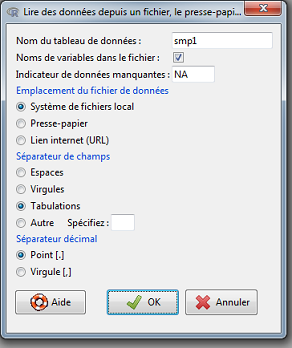 Lire des données depuis un fichier, le presse-papi...
Nom du tableau de données : smp1
Noms de variables dans le fichier :
Indicateur de données manquantes : NA
Emplacement du fichier de données
Système de fichiers local
Presse-papier
Lien internet (URL)
Séparateur de champs
Espaces
Virgules
Tabulations
Autre Spécifiez :
Séparateur décimal
Point [.]
Virgule [,]
Aide OK Annuler